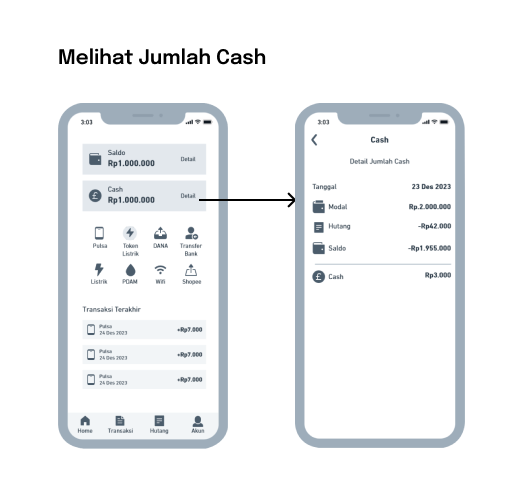 Melihat Jumlah Cash
3:03
Saldo
Rp1.000.000
Detail
Cash
Rp1.000.000
Detail
Pulsa
Token Listrik
DANA
Transfer Bank
Listrik
PDAM
Wifi
Shopee
Transaksi Terakhir
Pulsa
24 Des 2023
+Rp7.000
Pulsa
24 Des 2023
+Rp7.000
Pulsa
24 Des 2023
+Rp7.000
Home
Transaksi
Hutang
Akun
3:03
Cash
Detail Jumlah Cash
Tanggal 23 Des 2023
Modal Rp.2.000.000
Hutang -Rp42.000
Saldo -Rp1.955.000
Cash Rp3.000